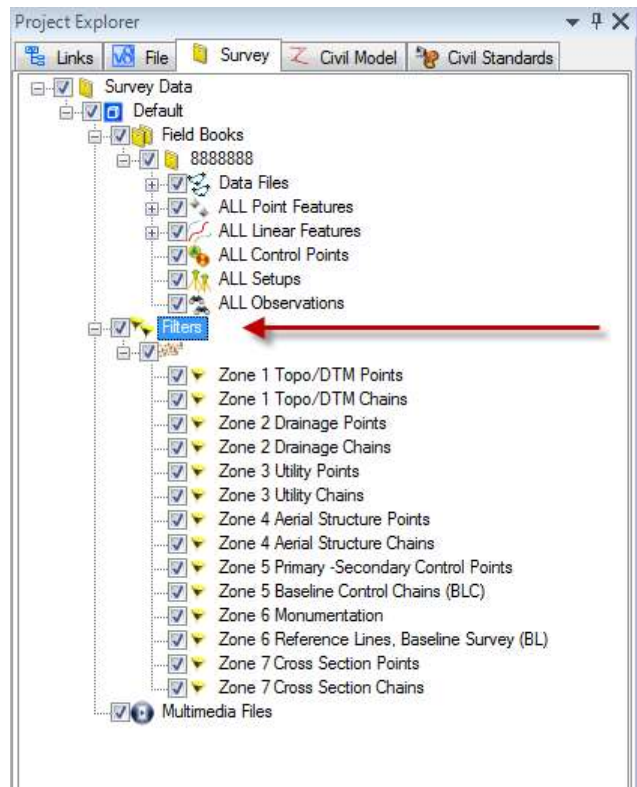 Project Explorer
Links File Survey Civil Model Civil Standards
Survey Data
Default
Field Books
8888888
Data Files
ALL Point Features
ALL Linear Features
ALL Control Points
ALL Setups
ALL Observations
Filters
Zone 1 Topo/DTM Points
Zone 1 Topo/DTM Chains
Zone 2 Drainage Points
Zone 2 Drainage Chains
Zone 3 Utility Points
Zone 3 Utility Chains
Zone 4 Aerial Structure Points
Zone 4 Aerial Structure Chains
Zone 5 Primary -Secondary Control Points
Zone 5 Baseline Control Chains (BLC)
Zone 6 Monumentation
Zone 6 Reference Lines, Baseline Survey (BL)
Zone 7 Cross Section Points
Zone 7 Cross Section Chains
Multimedia Files